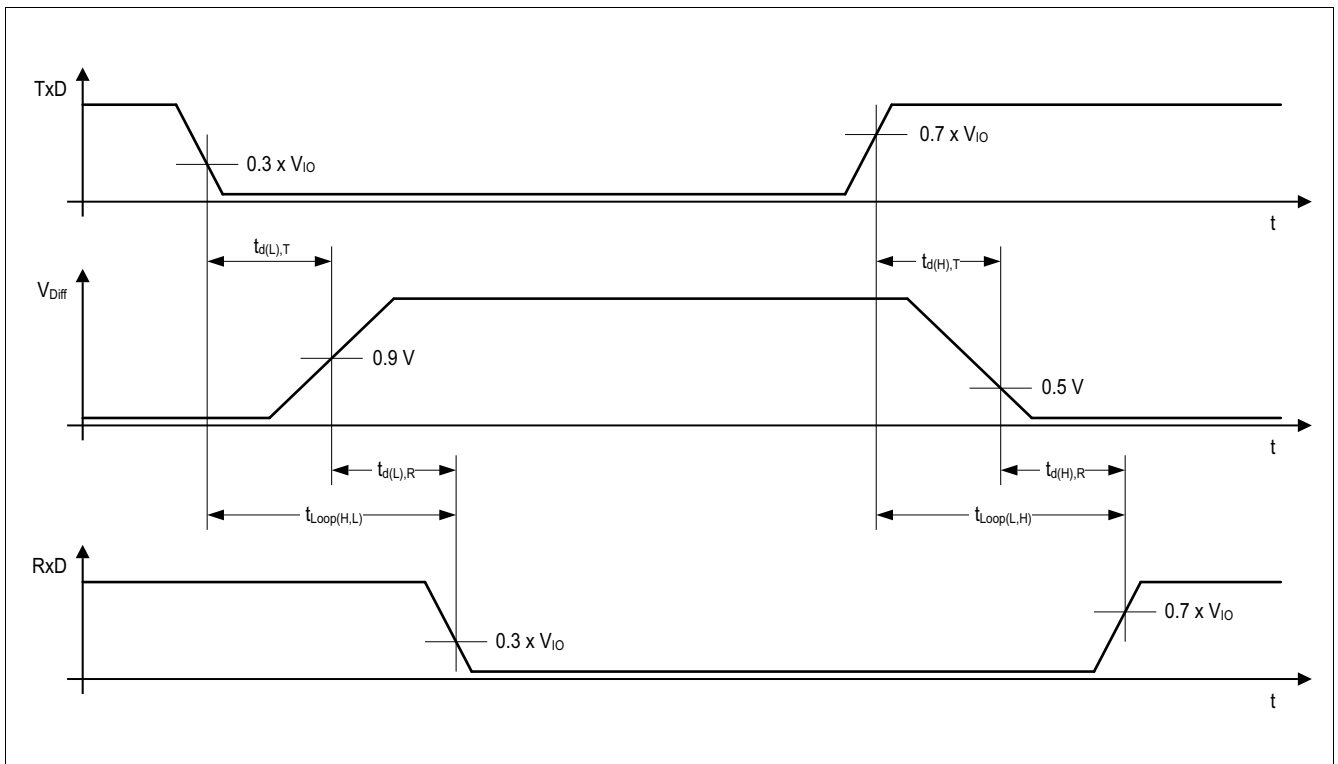 TxD
0.3 x VIO
0.7 x VIO
t
td(L),T
td(H),T
VDiff
0.9 V
0.5 V
t
td(L),R
td(H),R
tLoop(H,L)
tLoop(L,H)
RxD
0.3 x VIO
0.7 x VIO
t